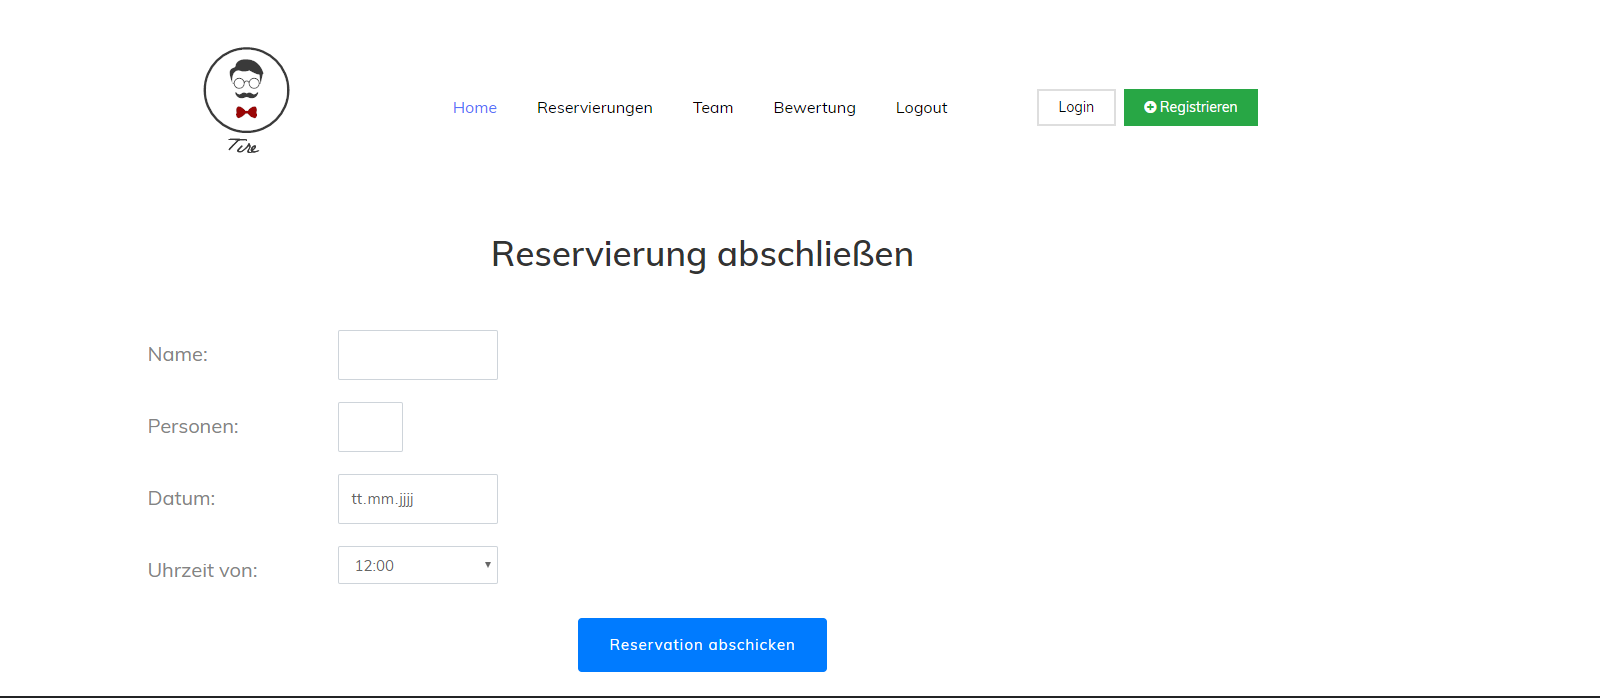 Home Reservierungen Team Bewertung Logout Login Registrieren
Reservierung abschließen
Name:
Personen:
Datum: tt.mm.jjjj
Uhrzeit von: 12:00
Reservation abschicken